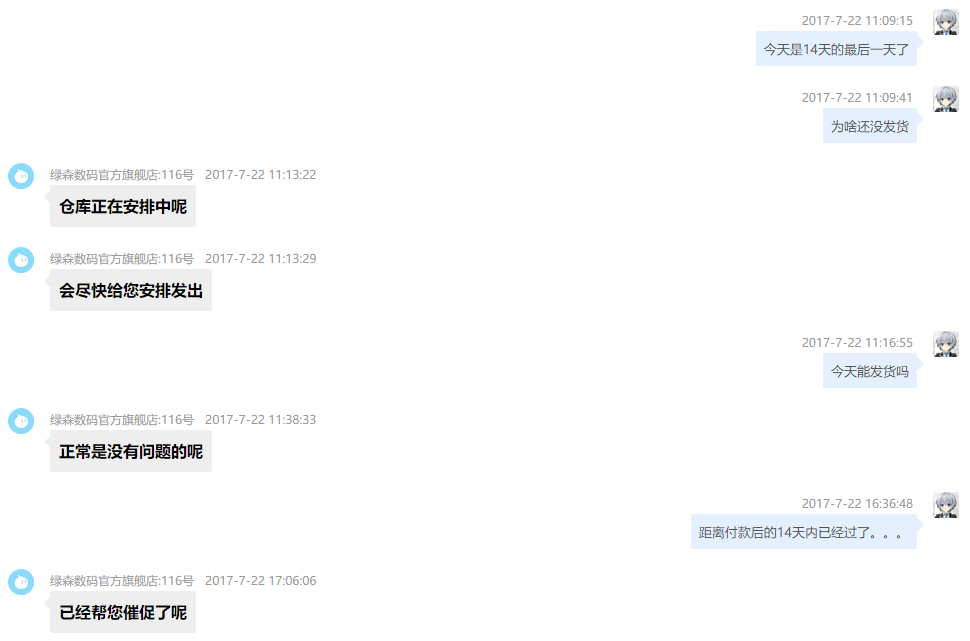 2017-7-22 11:09:15
今天是14天的最后一天了
2017-7-22 11:09:41
为啥还没发货
绿森数码官方旗舰店:116号 2017-7-22 11:13:22
仓库正在安排中呢
绿森数码官方旗舰店:116号 2017-7-22 11:13:29
会尽快给您安排发出
2017-7-22 11:16:55
今天能发货吗
绿森数码官方旗舰店:116号 2017-7-22 11:38:33
正常是没有问题的呢
2017-7-22 16:36:48
距离付款后的14天内已经过了。。。
绿森数码官方旗舰店:116号 2017-7-22 17:06:06
已经帮您催促了呢